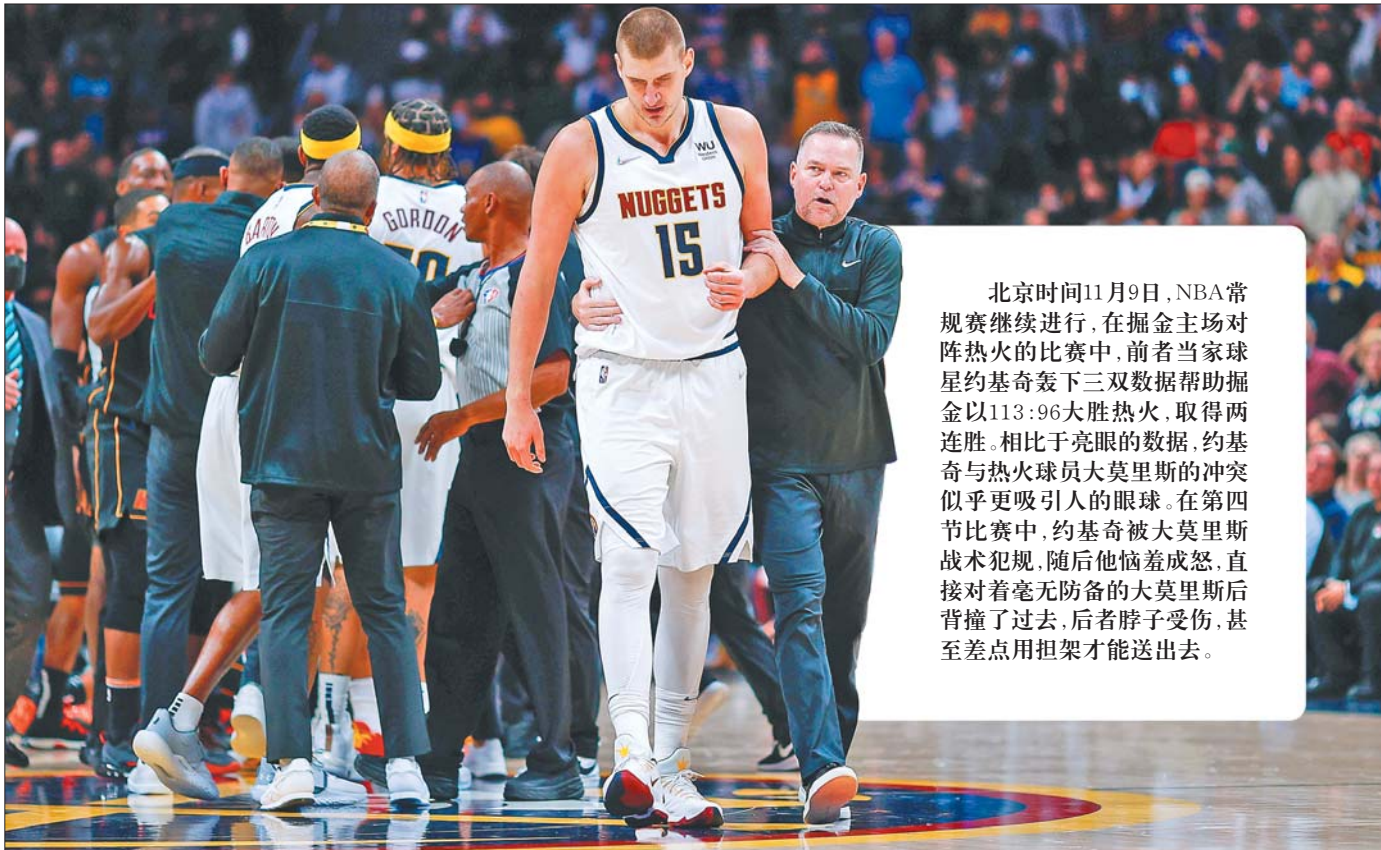 WU
NUGGETS
15
GORDON
北京时间11月9日,NBA常
规赛继续进行,在掘金主场对
阵热火的比赛中,前者当家球
星约基奇轰下三双数据帮助掘
金以113:96大胜热火,取得两
连胜。相比于亮眼的数据,约基
奇与热火球员大莫里斯的冲突
似乎更吸引人的眼球。在第四
节比赛中,约基奇被大莫里斯
战术犯规,随后他恼羞成怒,直
接对着毫无防备的大莫里斯后
背撞了过去,后者脖子受伤,甚
至差点用担架才能送出去。